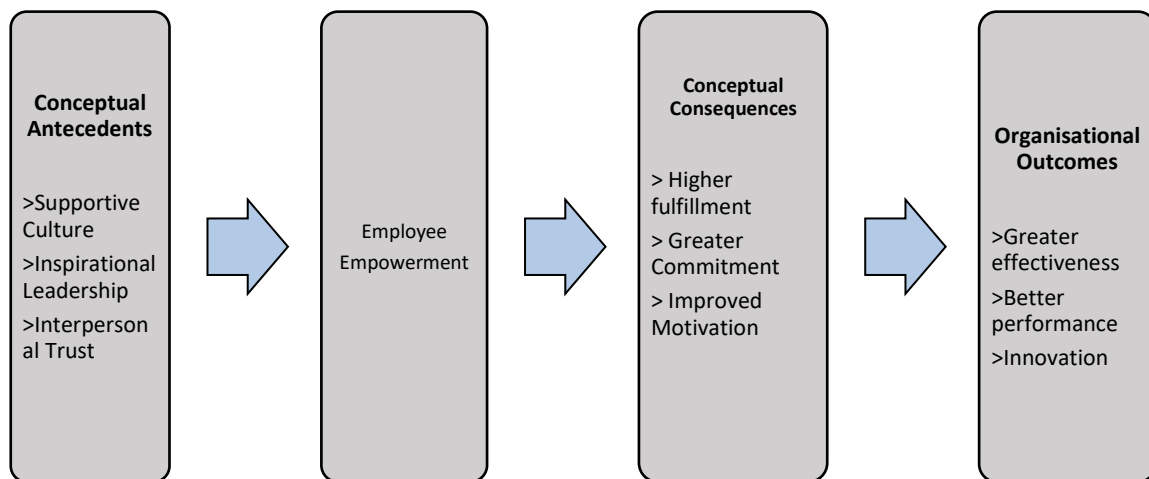 Conceptual
Antecedents
>Supportive
Culture
>Inspirational
Leadership
>Interperson
al Trust
Employee
Empowerment
Conceptual
Consequences
> Higher
fulfillment
> Greater
Commitment
> Improved
Motivation
Organisational
Outcomes
>Greater
effectiveness
>Better
performance
>Innovation